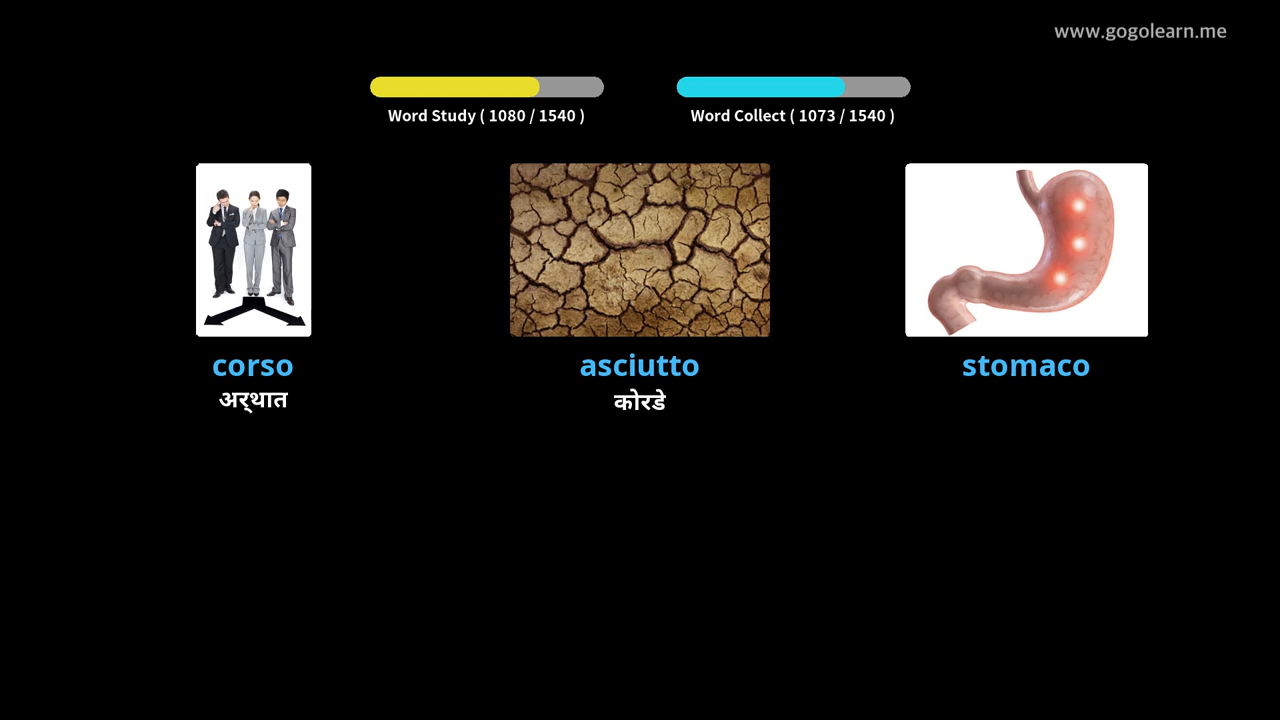 www.gogolearn.me
Word Study ( 1080 / 1540 )
Word Collect ( 1073 / 1540 )
corso
अर्थात
asciutto
कोरडे
stomaco